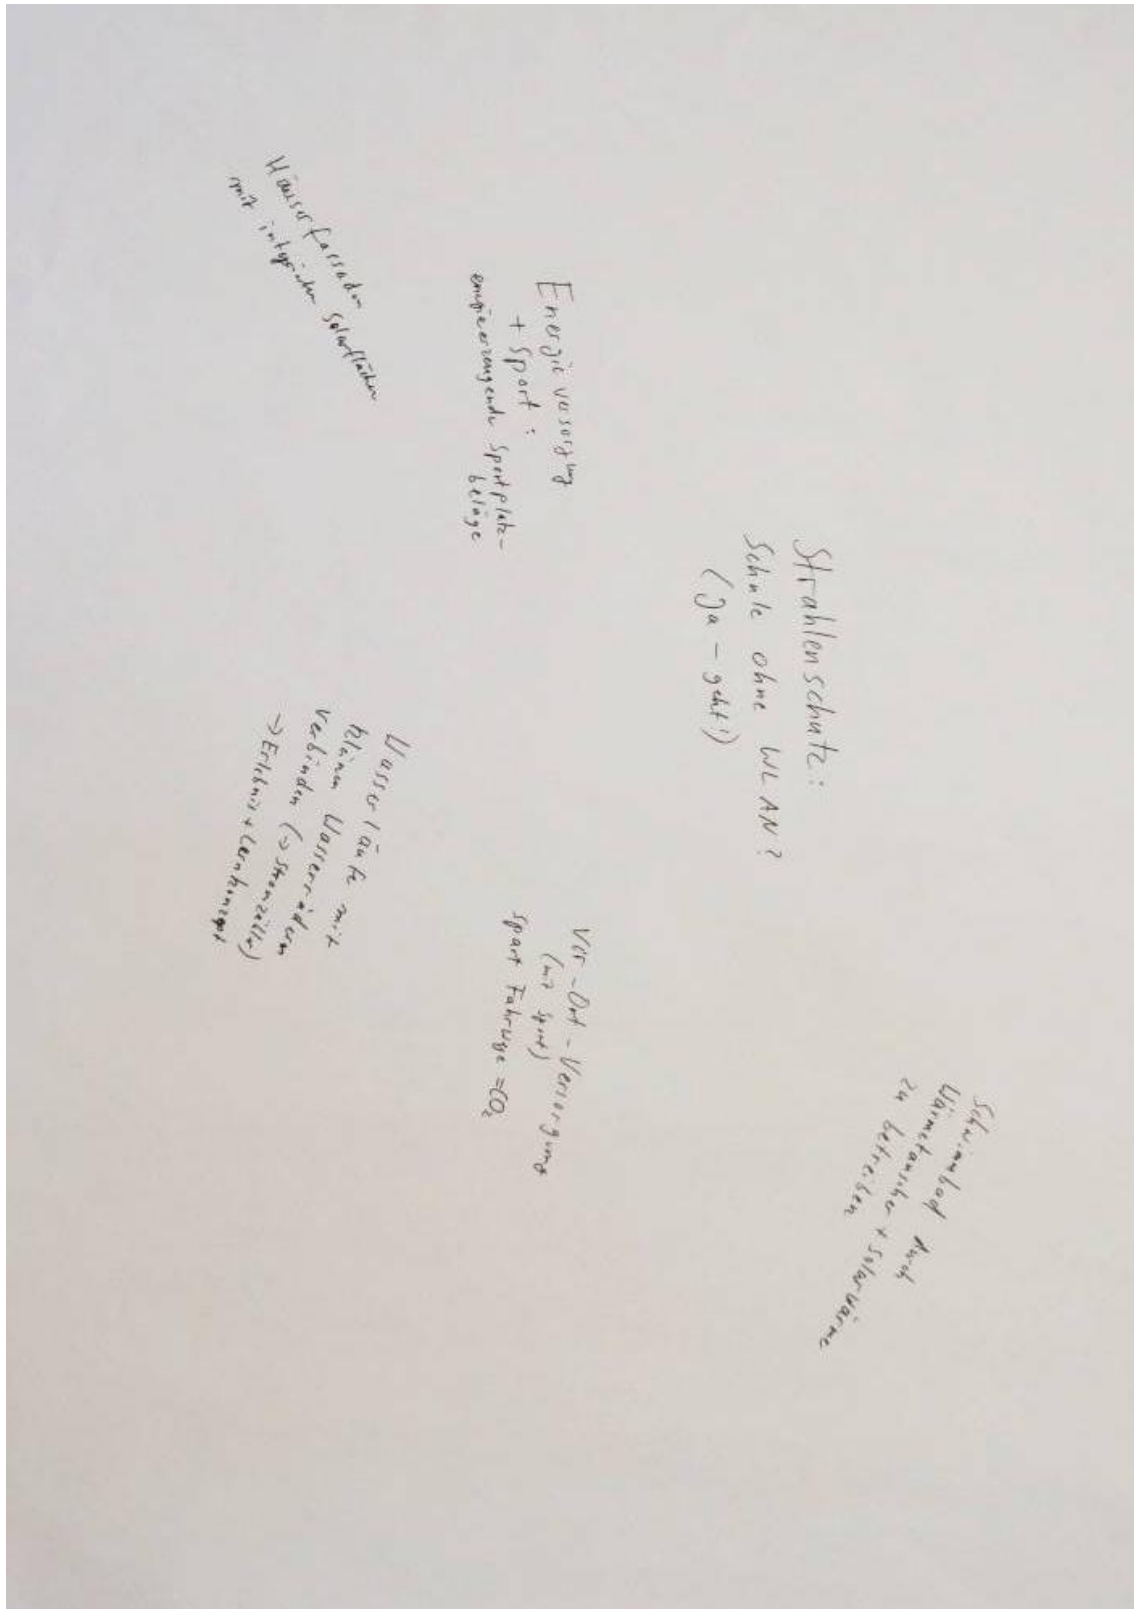 Strahlenschutz:
Schule ohne WLAN?
(Ja - geht!)
Schwimmbad durch
Wärmetauscher + Solarwärme
zu betreiben
Energieversorgung
+ Sport:
energieerzeugende Sportplatz-
beläge
Vor-Ort-Versorgung
(mit Sport)
spart Fahrwege = CO2
Häuserfassaden
mit integrierten Solarflächen
Wasserläufe mit
kleinen Wasserrädern
verbinden (→ Stromzähler)
→ Erlebnis + Lernkonzept